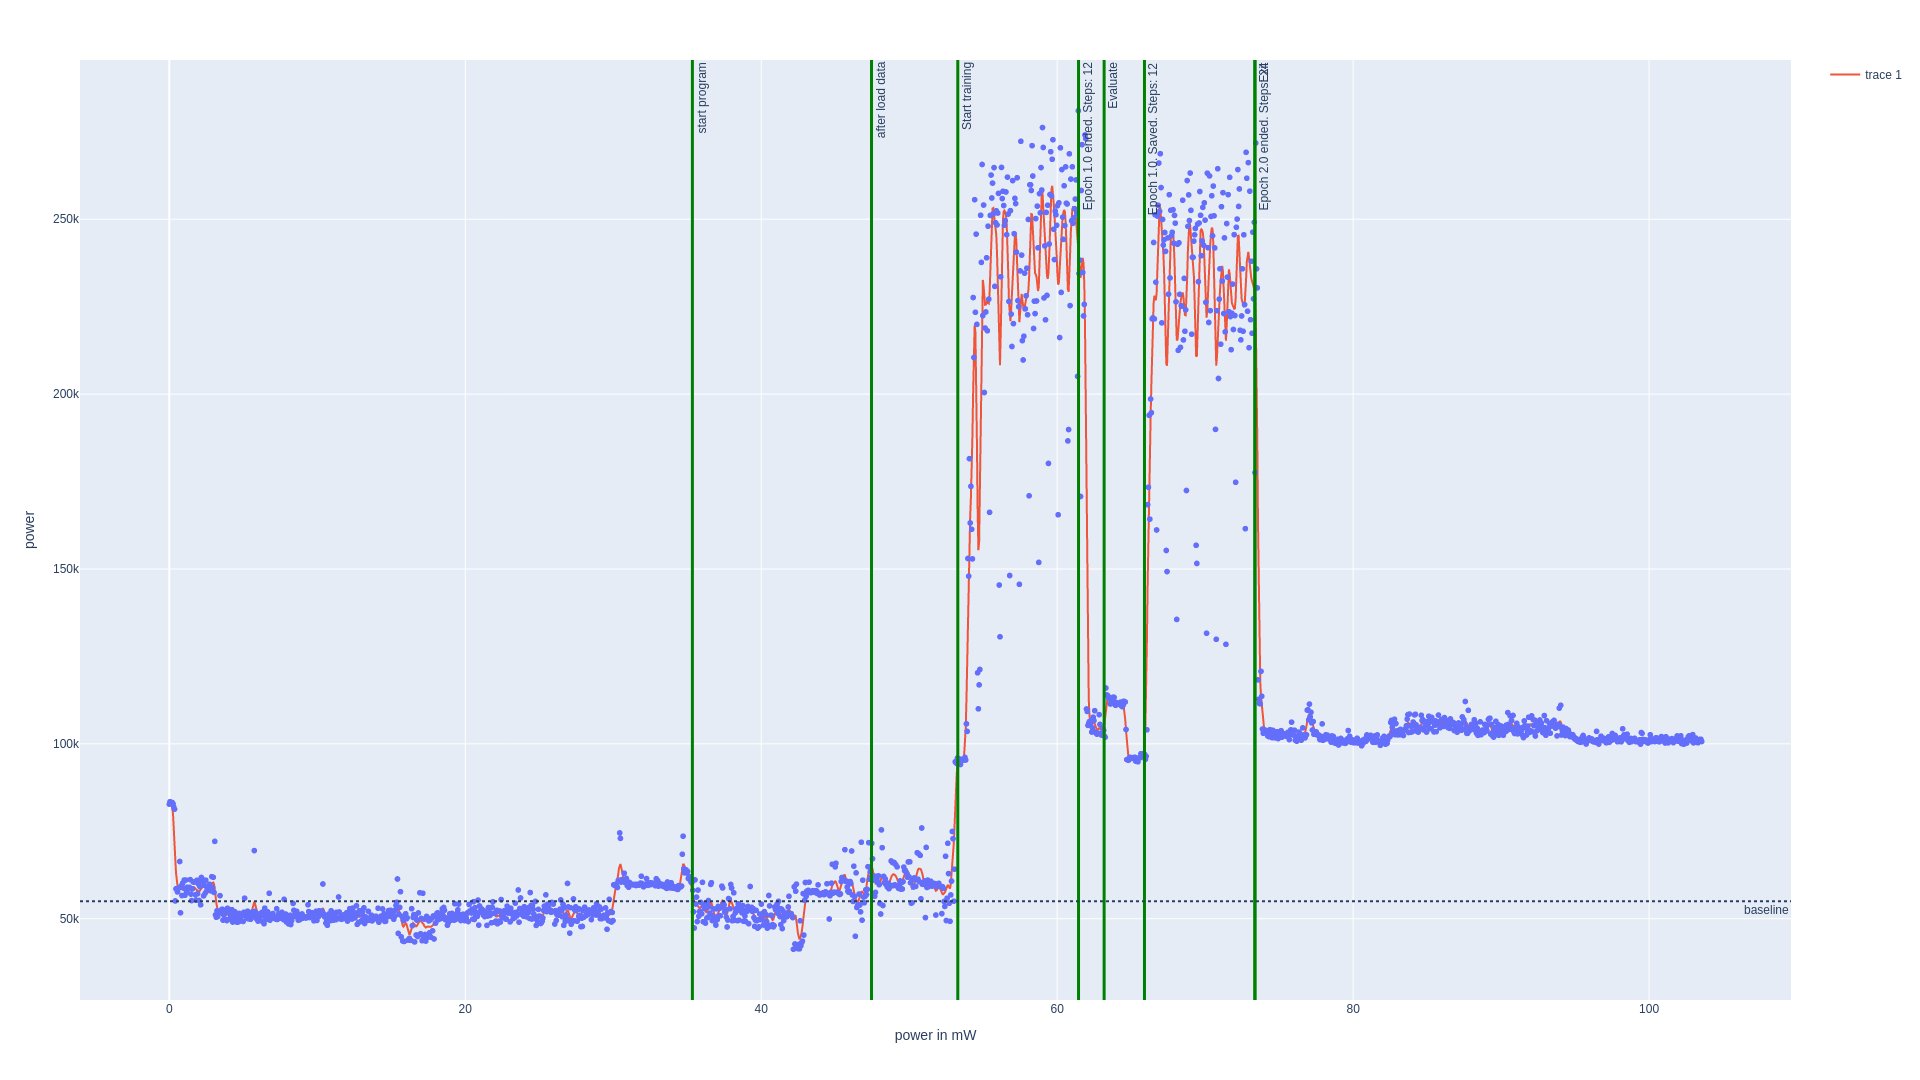 start program
after load data
Start training
Epoch 1.0 ended. Steps: 12
Evaluate
Epoch 1.0. Saved. Steps: 12
Epoch 2.0 ended. Steps: 24
Exit
trace 1
250k
200k
150k
100k
50k
power
baseline
0 20 40 60 80 100
power in mW